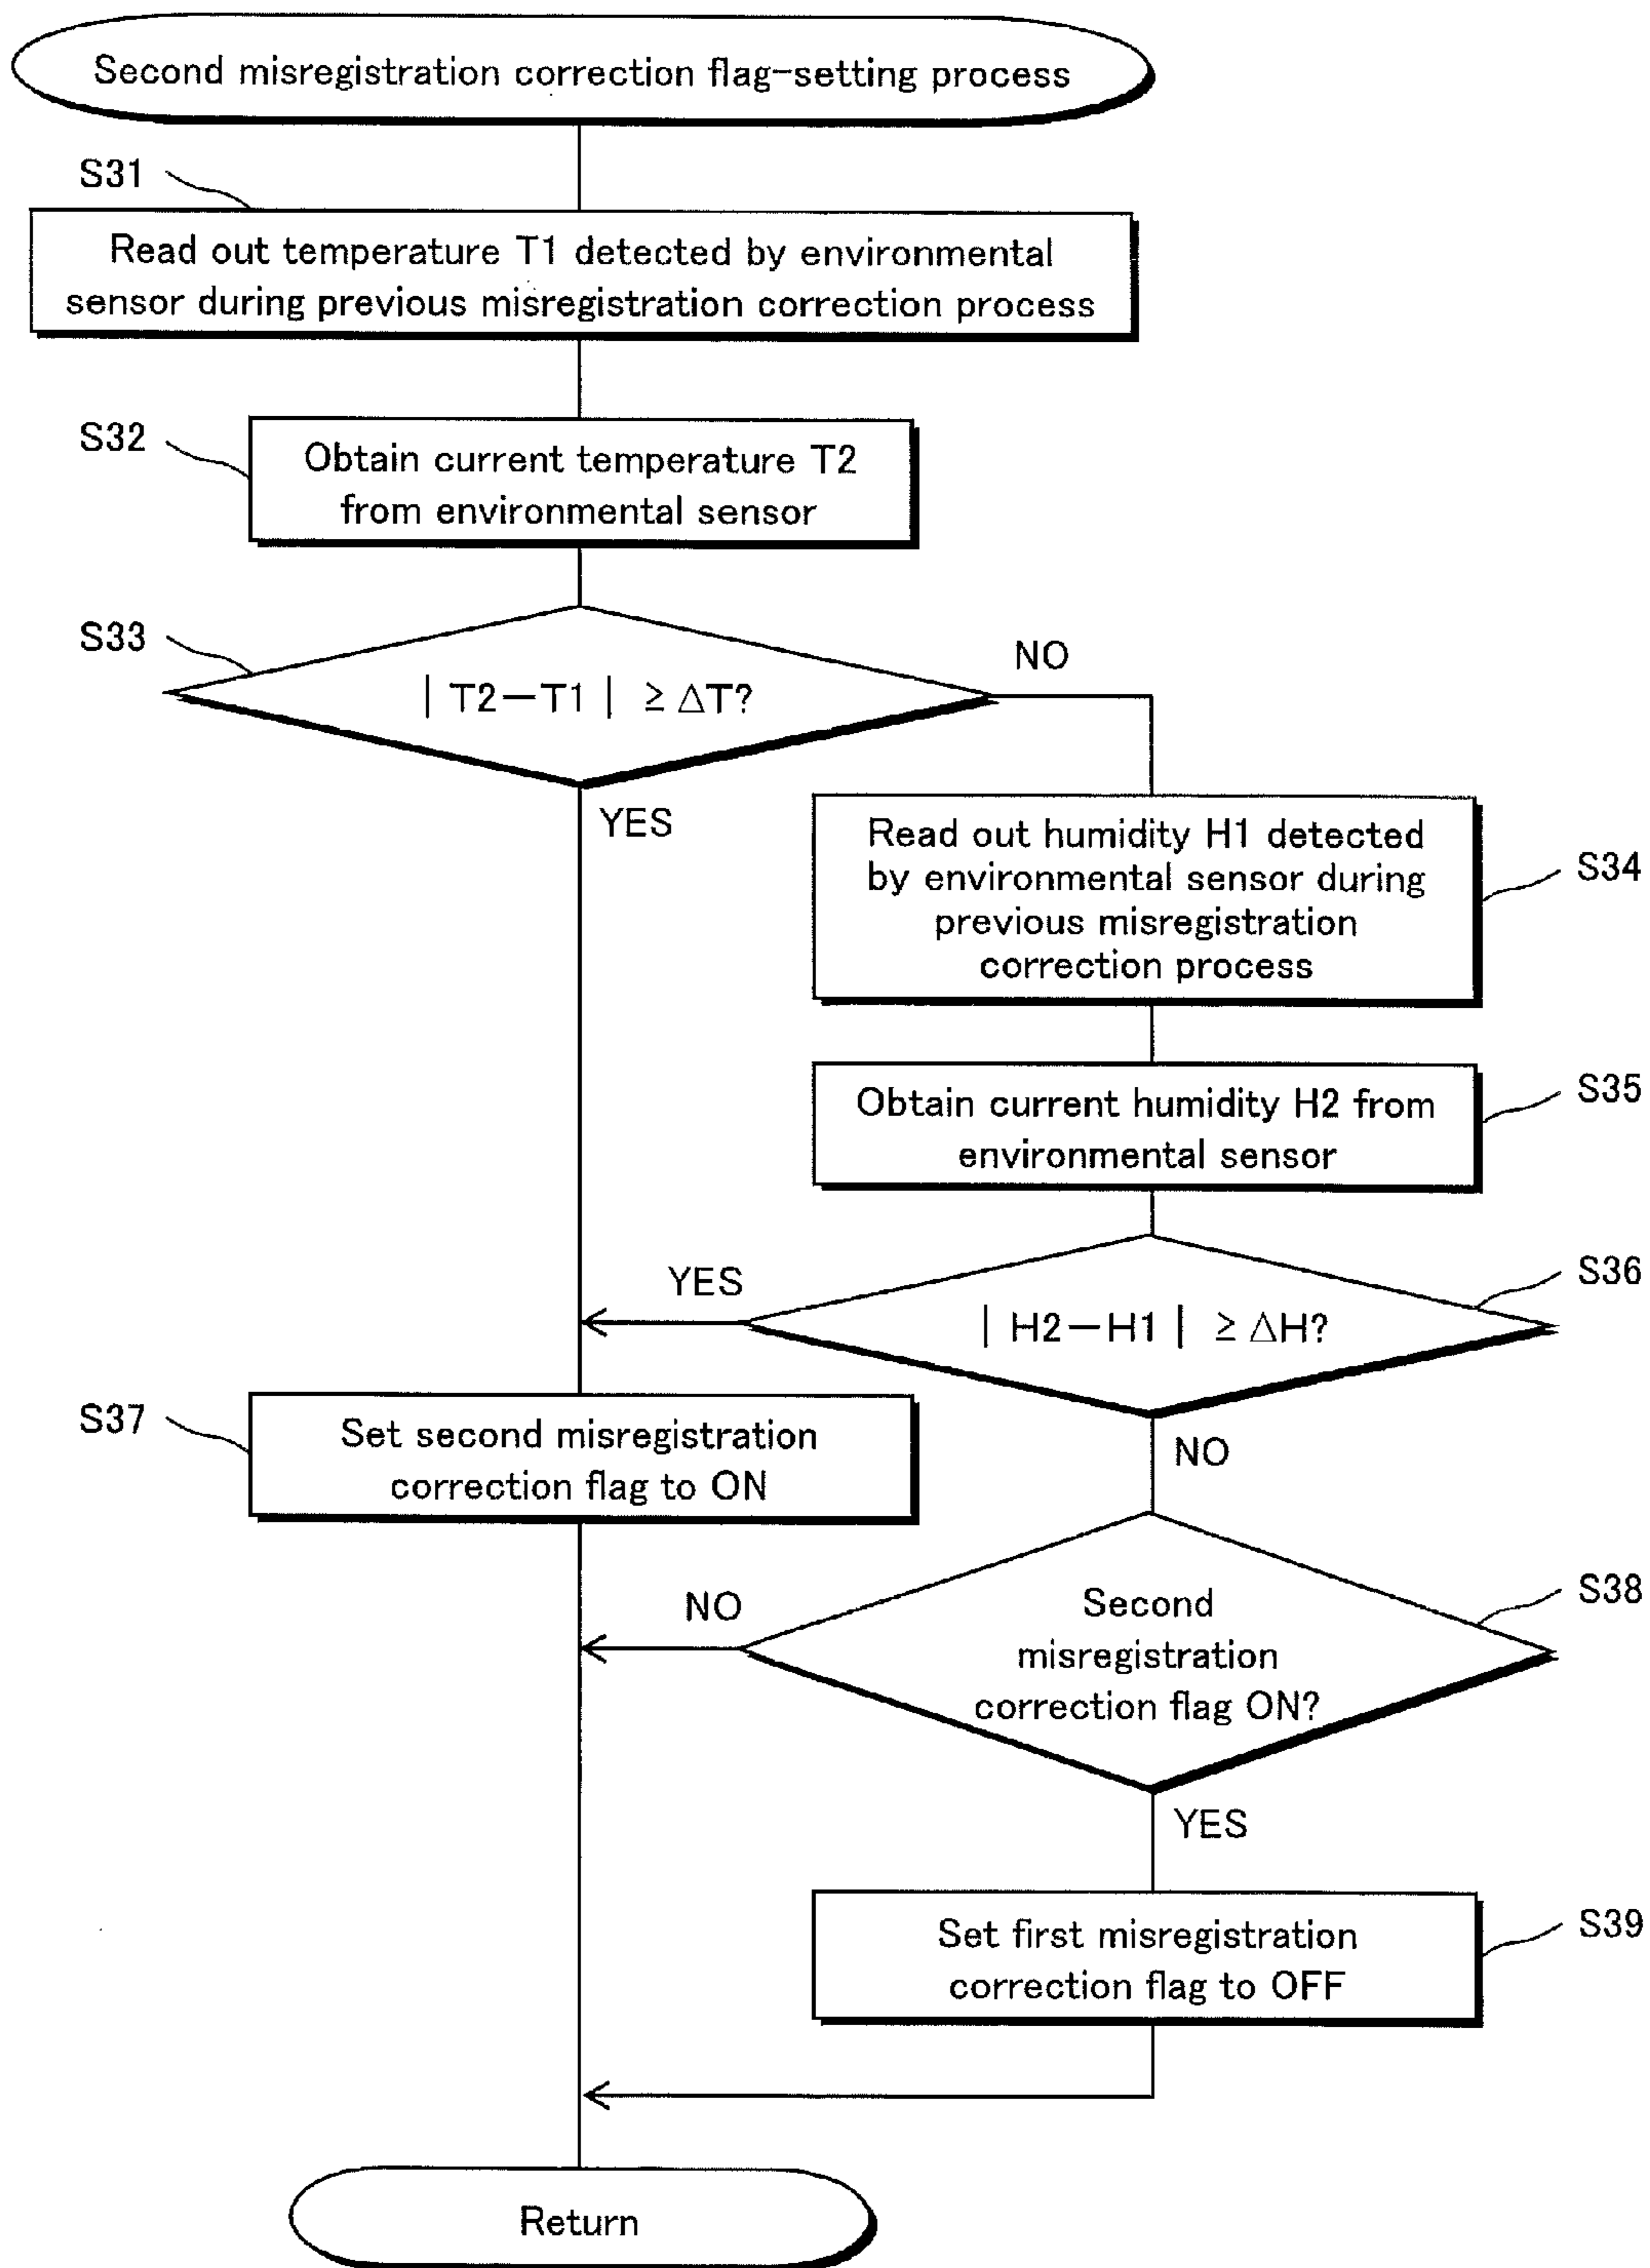 Second misregistration correction flag-setting process
S31
Read out temperature T1 detected by environmental
sensor during previous misregistration correction process
S32
Obtain current temperature T2
from environmental sensor
S33
| T2－T1 | ≥ ΔT?
NO
YES
Read out humidity H1 detected
by environmental sensor during
previous misregistration
correction process
S34
Obtain current humidity H2 from
environmental sensor
S35
YES
| H2－H1 | ≥ ΔH?
S36
NO
S37
Set second misregistration
correction flag to ON
NO
Second
misregistration
correction flag ON?
S38
YES
Set first misregistration
correction flag to OFF
S39
Return